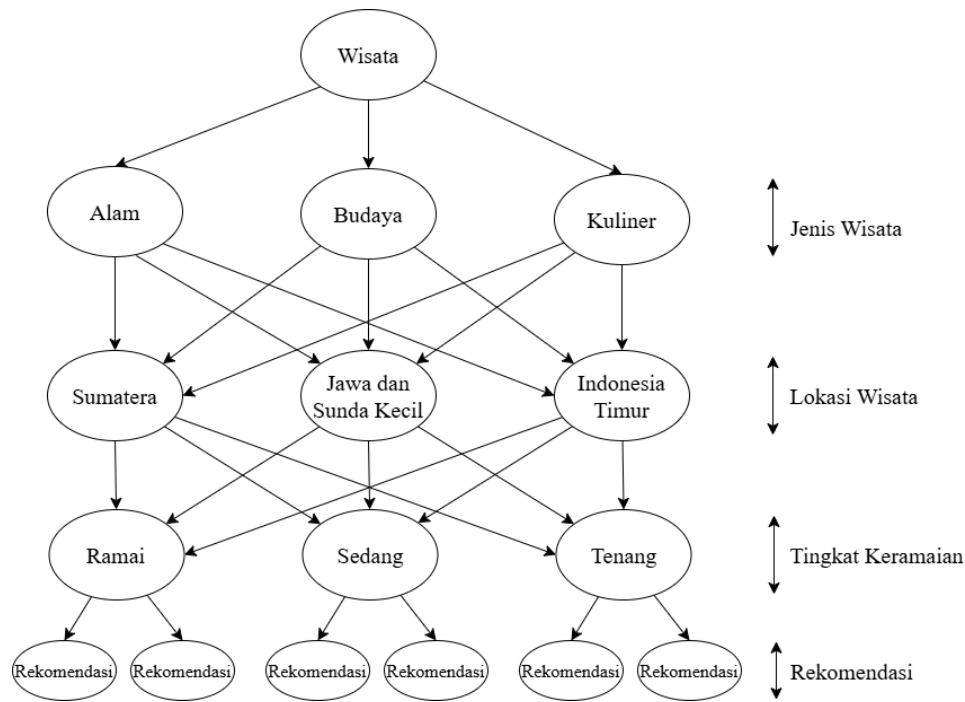 Wisata
Alam
Budaya
Kuliner
Jenis Wisata
Sumatera
Jawa dan
Sunda Kecil
Indonesia
Timur
Lokasi Wisata
Ramai
Sedang
Tenang
Tingkat Keramaian
Rekomendasi
Rekomendasi
Rekomendasi
Rekomendasi
Rekomendasi
Rekomendasi
Rekomendasi